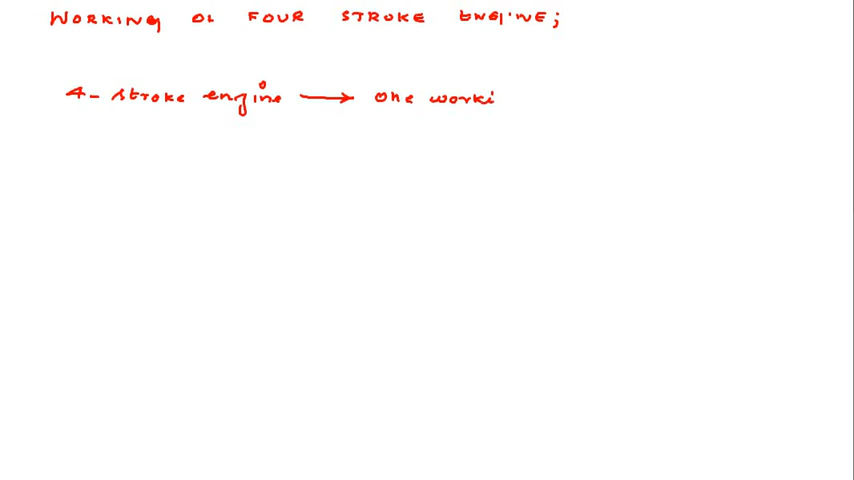 WORKING OF FOUR STROKE ENGINE;
4- stroke engine → one worki